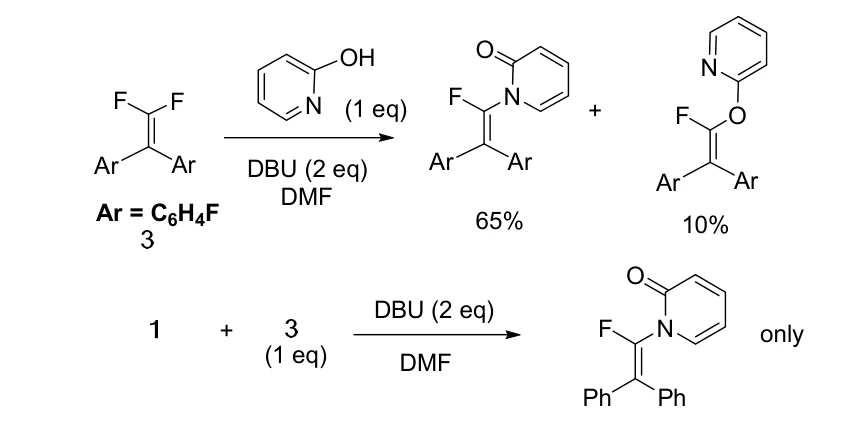 OH
N
(1 eq)
F F
Ar Ar
DBU (2 eq)
DMF
Ar = C₆H₄F
3
O
F N
Ar Ar
65%
+
N
F O
Ar Ar
10%
1 + 3
(1 eq)
DBU (2 eq)
DMF
O
F N
Ph Ph
only